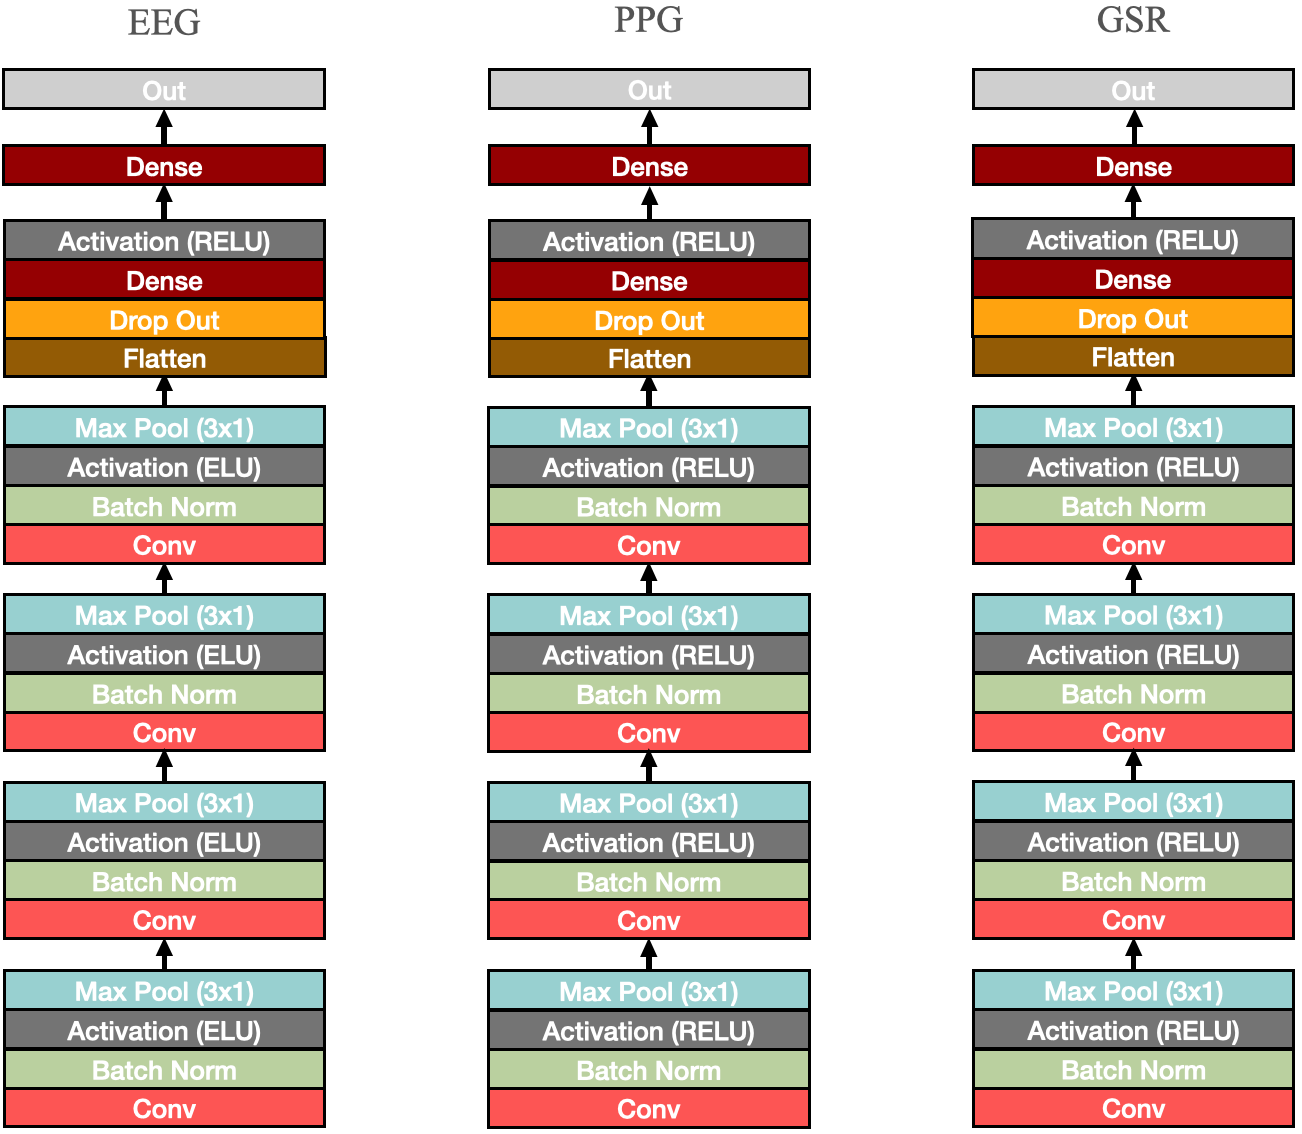 EEG
Out
Dense
Activation (RELU)
Dense
Drop Out
Flatten
Max Pool (3x1)
Activation (ELU)
Batch Norm
Conv
Max Pool (3x1)
Activation (ELU)
Batch Norm
Conv
Max Pool (3x1)
Activation (ELU)
Batch Norm
Conv
Max Pool (3x1)
Activation (ELU)
Batch Norm
Conv
PPG
Out
Dense
Activation (RELU)
Dense
Drop Out
Flatten
Max Pool (3x1)
Activation (RELU)
Batch Norm
Conv
Max Pool (3x1)
Activation (RELU)
Batch Norm
Conv
Max Pool (3x1)
Activation (RELU)
Batch Norm
Conv
Max Pool (3x1)
Activation (RELU)
Batch Norm
Conv
GSR
Out
Dense
Activation (RELU)
Dense
Drop Out
Flatten
Max Pool (3x1)
Activation (RELU)
Batch Norm
Conv
Max Pool (3x1)
Activation (RELU)
Batch Norm
Conv
Max Pool (3x1)
Activation (RELU)
Batch Norm
Conv
Max Pool (3x1)
Activation (RELU)
Batch Norm
Conv